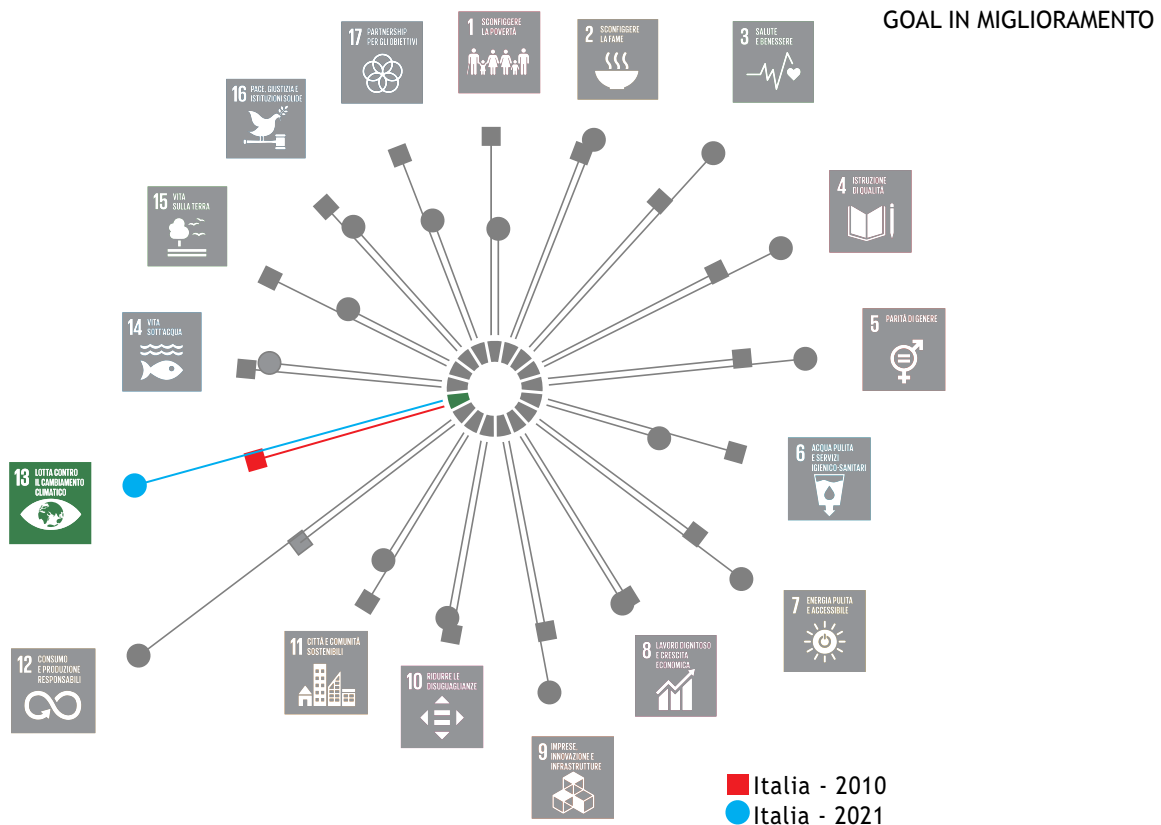 GOAL IN MIGLIORAMENTO
1 SCONFIGGERE
LA POVERTÀ
2 SCONFIGGERE
LA FAME
3 SALUTE
E BENESSERE
4 ISTRUZIONE
DI QUALITÀ
5 PARITÀ DI GENERE
6 ACQUA PULITA
E SERVIZI
IGIENICO-SANITARI
7 ENERGIA PULITA
E ACCESSIBILE
8 LAVORO DIGNITOSO
E CRESCITA
ECONOMICA
9 IMPRESE,
INNOVAZIONE E
INFRASTRUTTURE
10 RIDURRE LE
DISUGUAGLIANZE
11 CITTÀ E COMUNITÀ
SOSTENIBILI
12 CONSUMO
E PRODUZIONE
RESPONSABILI
13 LOTTA CONTRO
IL CAMBIAMENTO
CLIMATICO
14 VITA
SOTT'ACQUA
15 VITA
SULLA TERRA
16 PACE, GIUSTIZIA E
ISTITUZIONI SOLIDE
17 PARTNERSHIP
PER GLI OBIETTIVI
Italia - 2010
Italia - 2021